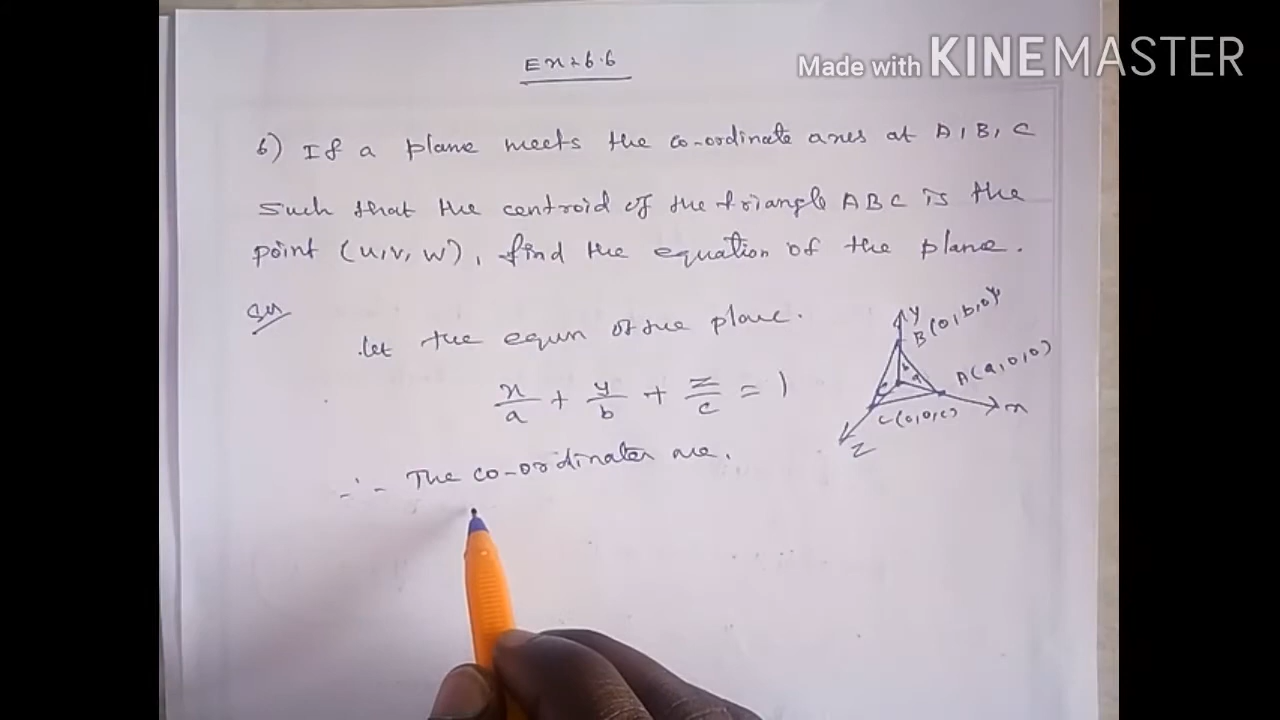 Made with KINEMASTER
Ex: 6.6
6) If a plane meets the co-ordinate axes at A, B, C
such that the centroid of the triangle ABC is the
point (u, v, w), find the equation of the plane.
Sol
Let the equn of the plane.
x/a + y/b + z/c = 1
∴ The co-ordinates are.
y
B(0, b, 0)
A(a, 0, 0)
C(0, 0, c)
x
z
b
a
c